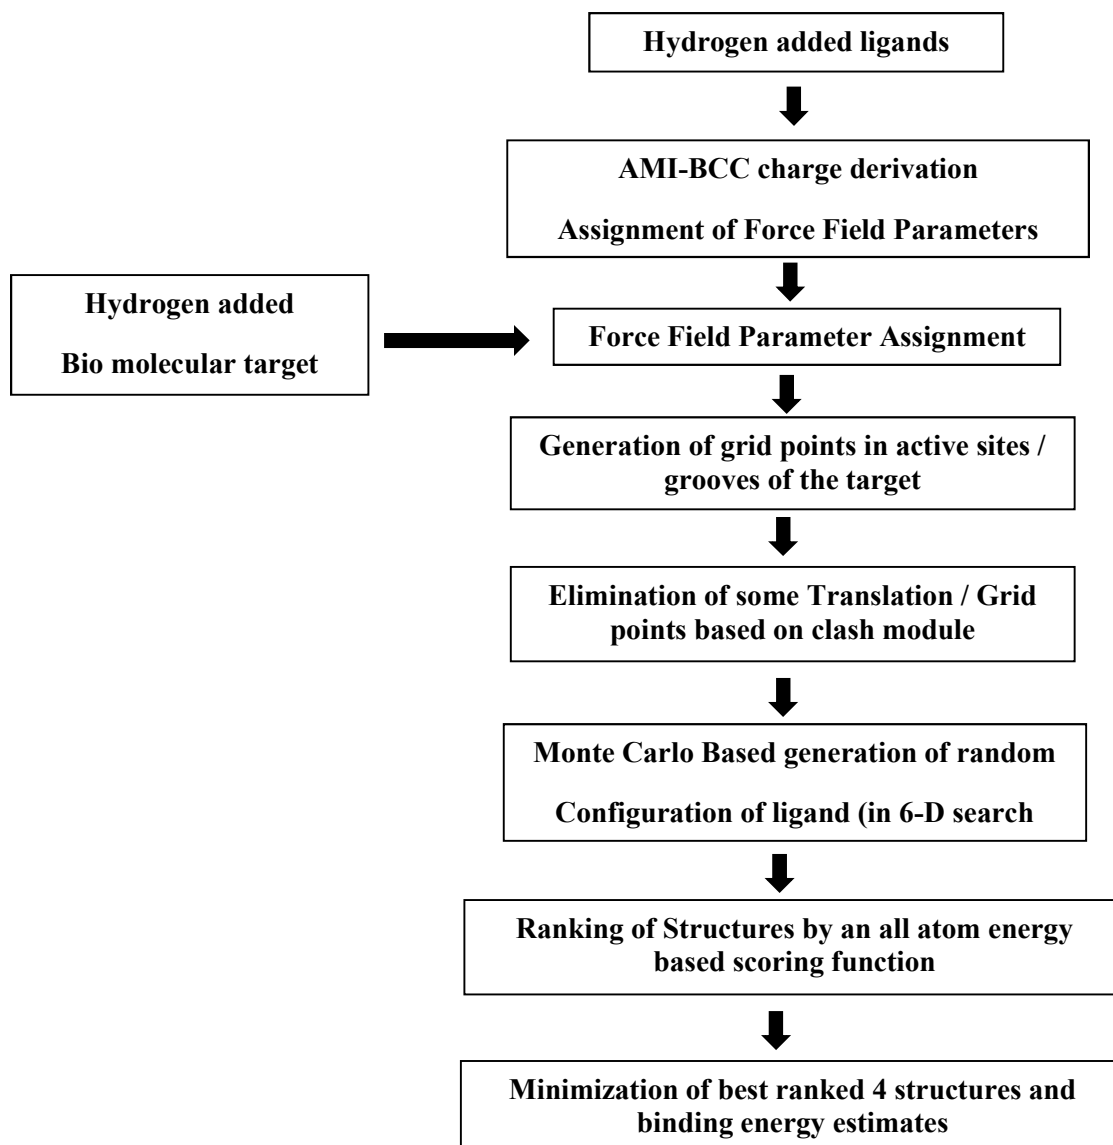 Hydrogen added ligands
AMI-BCC charge derivation
Assignment of Force Field Parameters
Hydrogen added
Bio molecular target
Force Field Parameter Assignment
Generation of grid points in active sites /
grooves of the target
Elimination of some Translation / Grid
points based on clash module
Monte Carlo Based generation of random
Configuration of ligand (in 6-D search
Ranking of Structures by an all atom energy
based scoring function
Minimization of best ranked 4 structures and
binding energy estimates